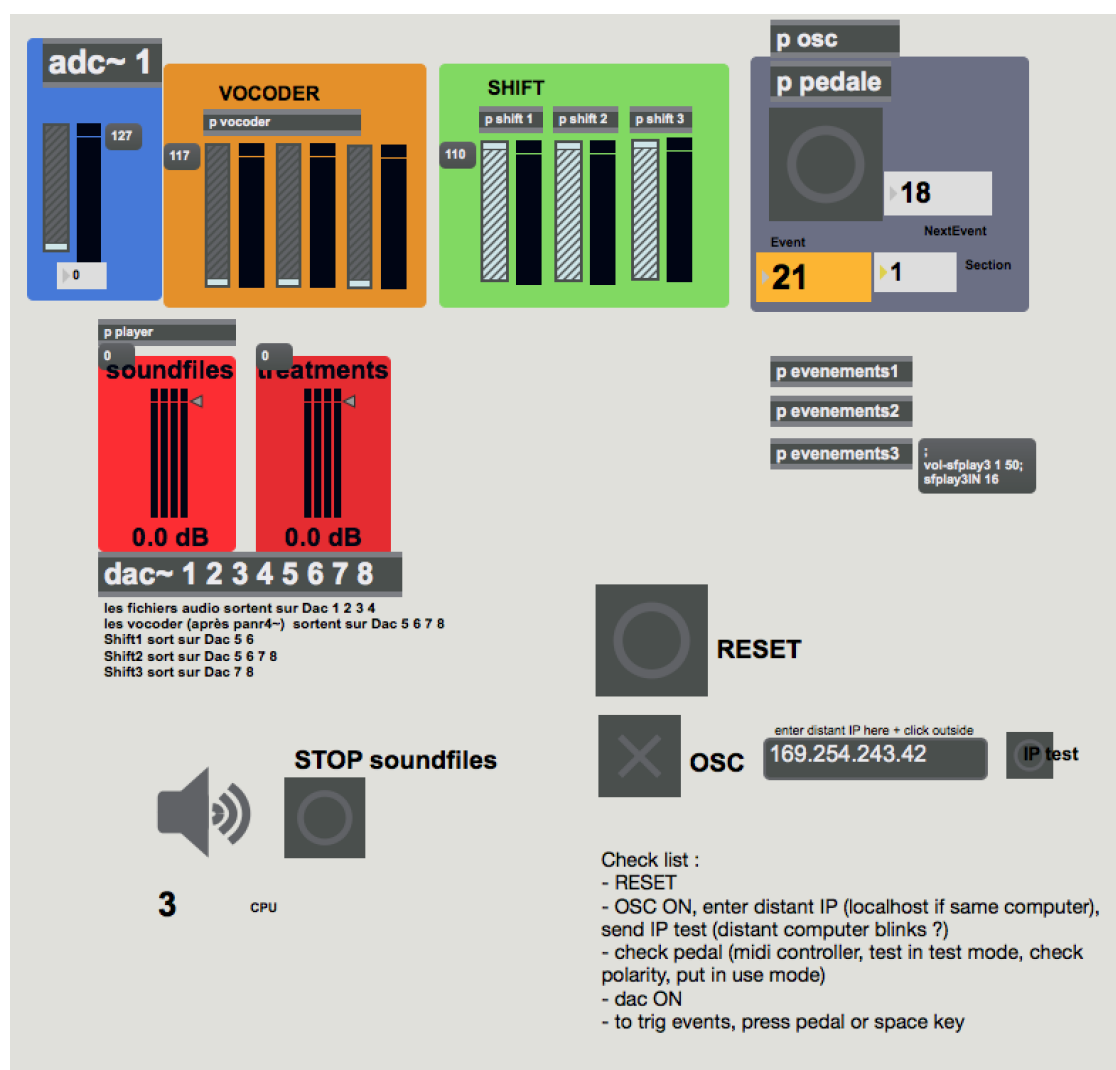 adc~ 1
127
0
VOCODER
p vocoder
117
SHIFT
p shift 1
p shift 2
p shift 3
110
p osc
p pedale
18
NextEvent
Event
21
1
Section
p player
0
soundfiles
0.0 dB
0
treatments
0.0 dB
dac~ 1 2 3 4 5 6 7 8
les fichiers audio sortent sur Dac 1 2 3 4
les vocoder (après panr4~) sortent sur Dac 5 6 7 8
Shift1 sort sur Dac 5 6
Shift2 sort sur Dac 5 6 7 8
Shift3 sort sur Dac 7 8
p evenements1
p evenements2
p evenements3
;
vol-sfplay3 1 50;
sfplay3IN 16
RESET
OSC
enter distant IP here + click outside
169.254.243.42
IP test
STOP soundfiles
3
CPU
Check list :
- RESET
- OSC ON, enter distant IP (localhost if same computer),
send IP test (distant computer blinks ?)
- check pedal (midi controller, test in test mode, check
polarity, put in use mode)
- dac ON
- to trig events, press pedal or space key